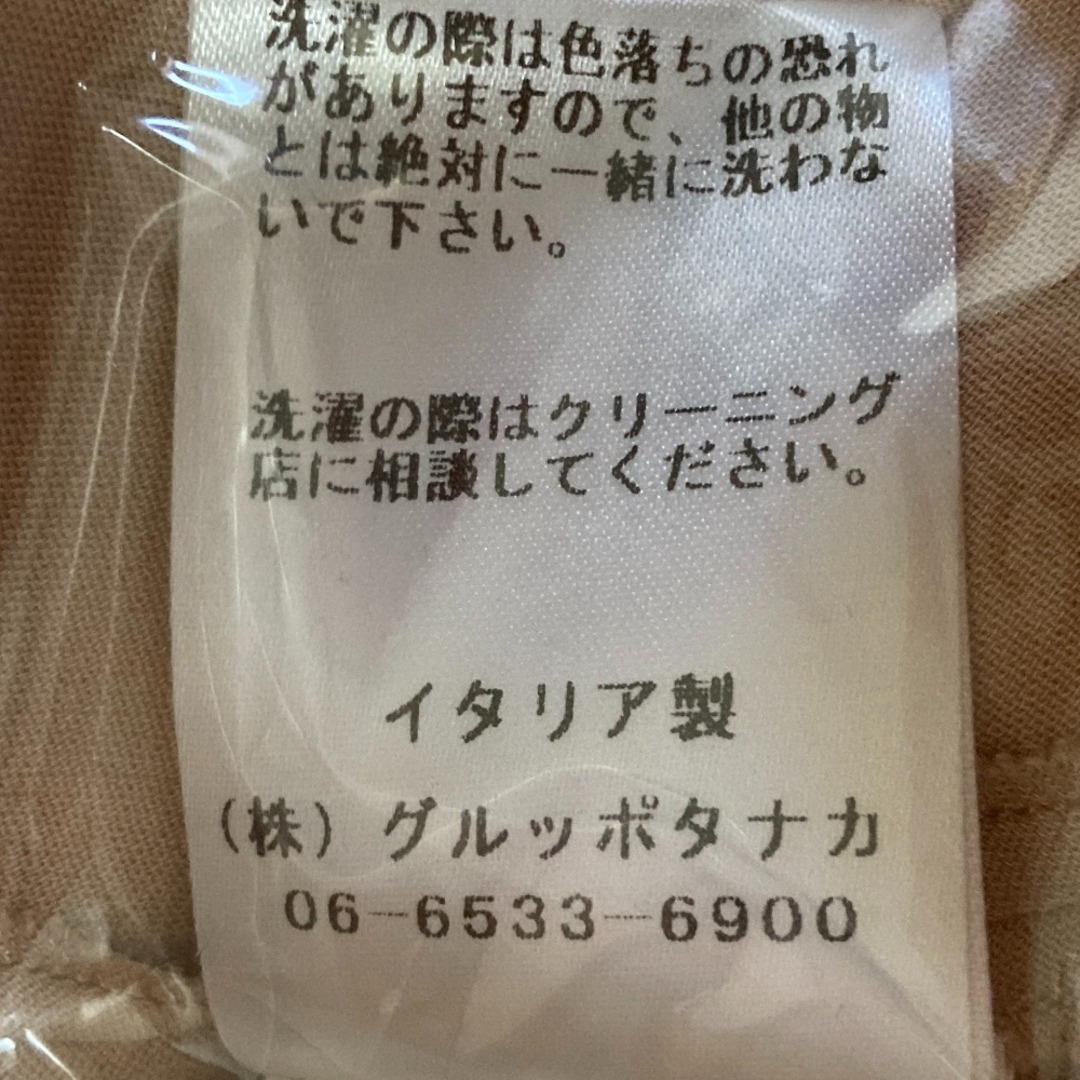 洗濯の際は色落ちの恐れ
がありますので、他の物
とは絶対に一緒に洗わな
いで下さい。
洗濯の際はクリーニング
店に相談してください。
イタリア製
(株)グルッポタナカ
06-6533-6900